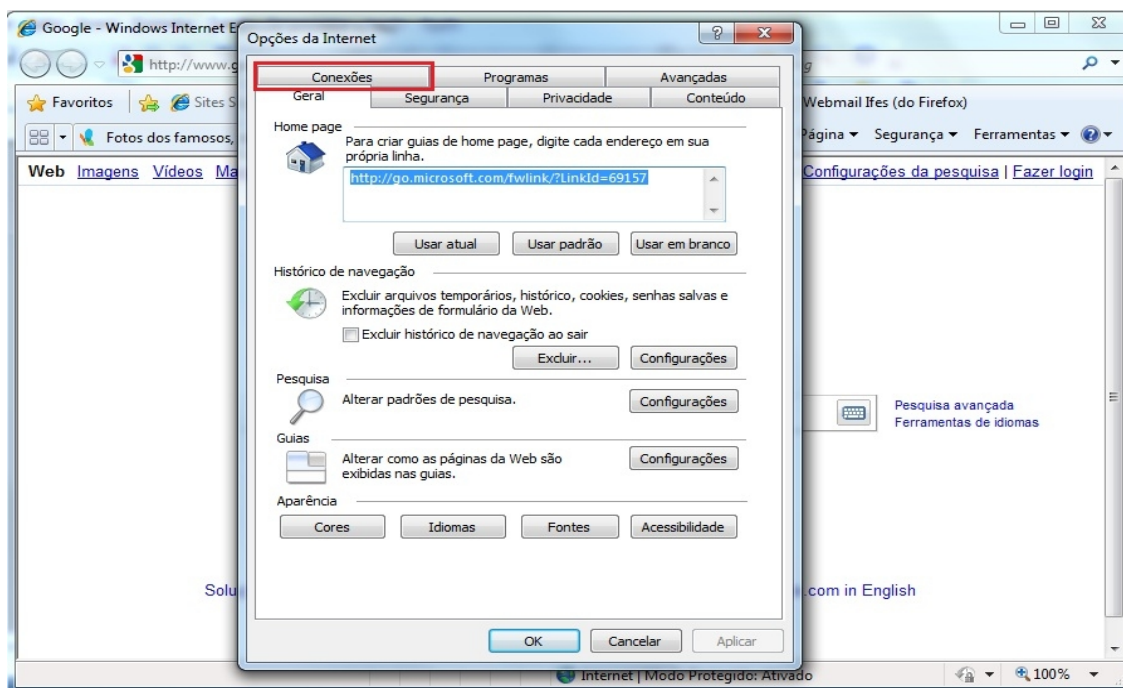 Google - Windows Internet E
Opções da Internet
http://www.g
g
Conexões Programas Avançadas
Geral Segurança Privacidade Conteúdo
Favoritos Sites S
Webmail Ifes (do Firefox)
Fotos dos famosos,
Página Segurança Ferramentas
Web Imagens Vídeos Ma
Configurações da pesquisa | Fazer login
Home page
Para criar guias de home page, digite cada endereço em sua
própria linha.
http://go.microsoft.com/fwlink/?LinkId=69157
Usar atual Usar padrão Usar em branco
Histórico de navegação
Excluir arquivos temporários, histórico, cookies, senhas salvas e
informações de formulário da Web.
Excluir histórico de navegação ao sair
Excluir... Configurações
Pesquisa
Alterar padrões de pesquisa.
Configurações
Pesquisa avançada
Ferramentas de idiomas
Guias
Alterar como as páginas da Web são
exibidas nas guias.
Configurações
Aparência
Cores Idiomas Fontes Acessibilidade
Solu
.com in English
OK Cancelar Aplicar
Internet | Modo Protegido: Ativado
100%